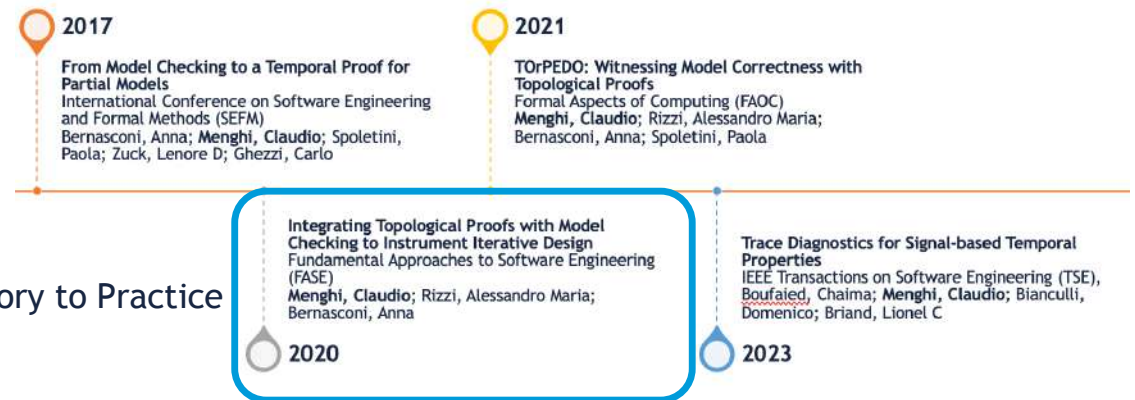 2017
From Model Checking to a Temporal Proof for
Partial Models
International Conference on Software Engineering
and Formal Methods (SEFM)
Bernasconi, Anna; Menghi, Claudio; Spoletini,
Paola; Zuck, Lenore D; Ghezzi, Carlo
2021
TOrPEDO: Witnessing Model Correctness with
Topological Proofs
Formal Aspects of Computing (FAOC)
Menghi, Claudio; Rizzi, Alessandro Maria;
Bernasconi, Anna; Spoletini, Paola
ory to Practice
Integrating Topological Proofs with Model
Checking to Instrument Iterative Design
Fundamental Approaches to Software Engineering
(FASE)
Menghi, Claudio; Rizzi, Alessandro Maria;
Bernasconi, Anna
2020
Trace Diagnostics for Signal-based Temporal
Properties
IEEE Transactions on Software Engineering (TSE),
Boufaied, Chaima; Menghi, Claudio; Bianculli,
Domenico; Briand, Lionel C
2023